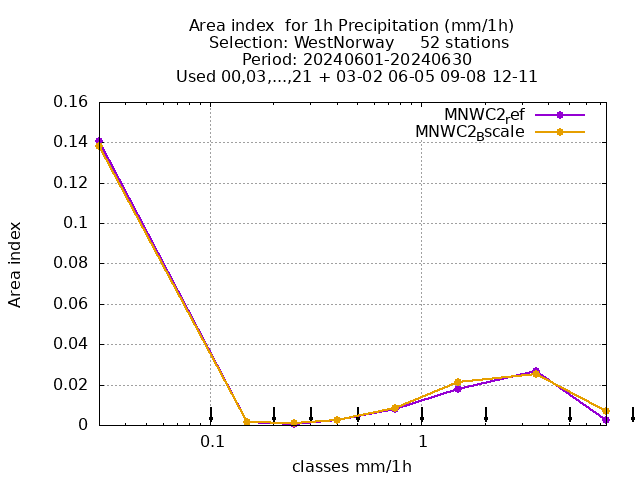 Area index  for 1h Precipitation (mm/1h)
Selection: WestNorway     52 stations
Period: 20240601-20240630
Used 00,03,...,21 + 03-02 06-05 09-08 12-11
MNWC2ref
MNWC2Bscale
0.16
0.14
0.12
0.1
0.08
0.06
0.04
0.02
0
Area index
0.1
1
classes mm/1h